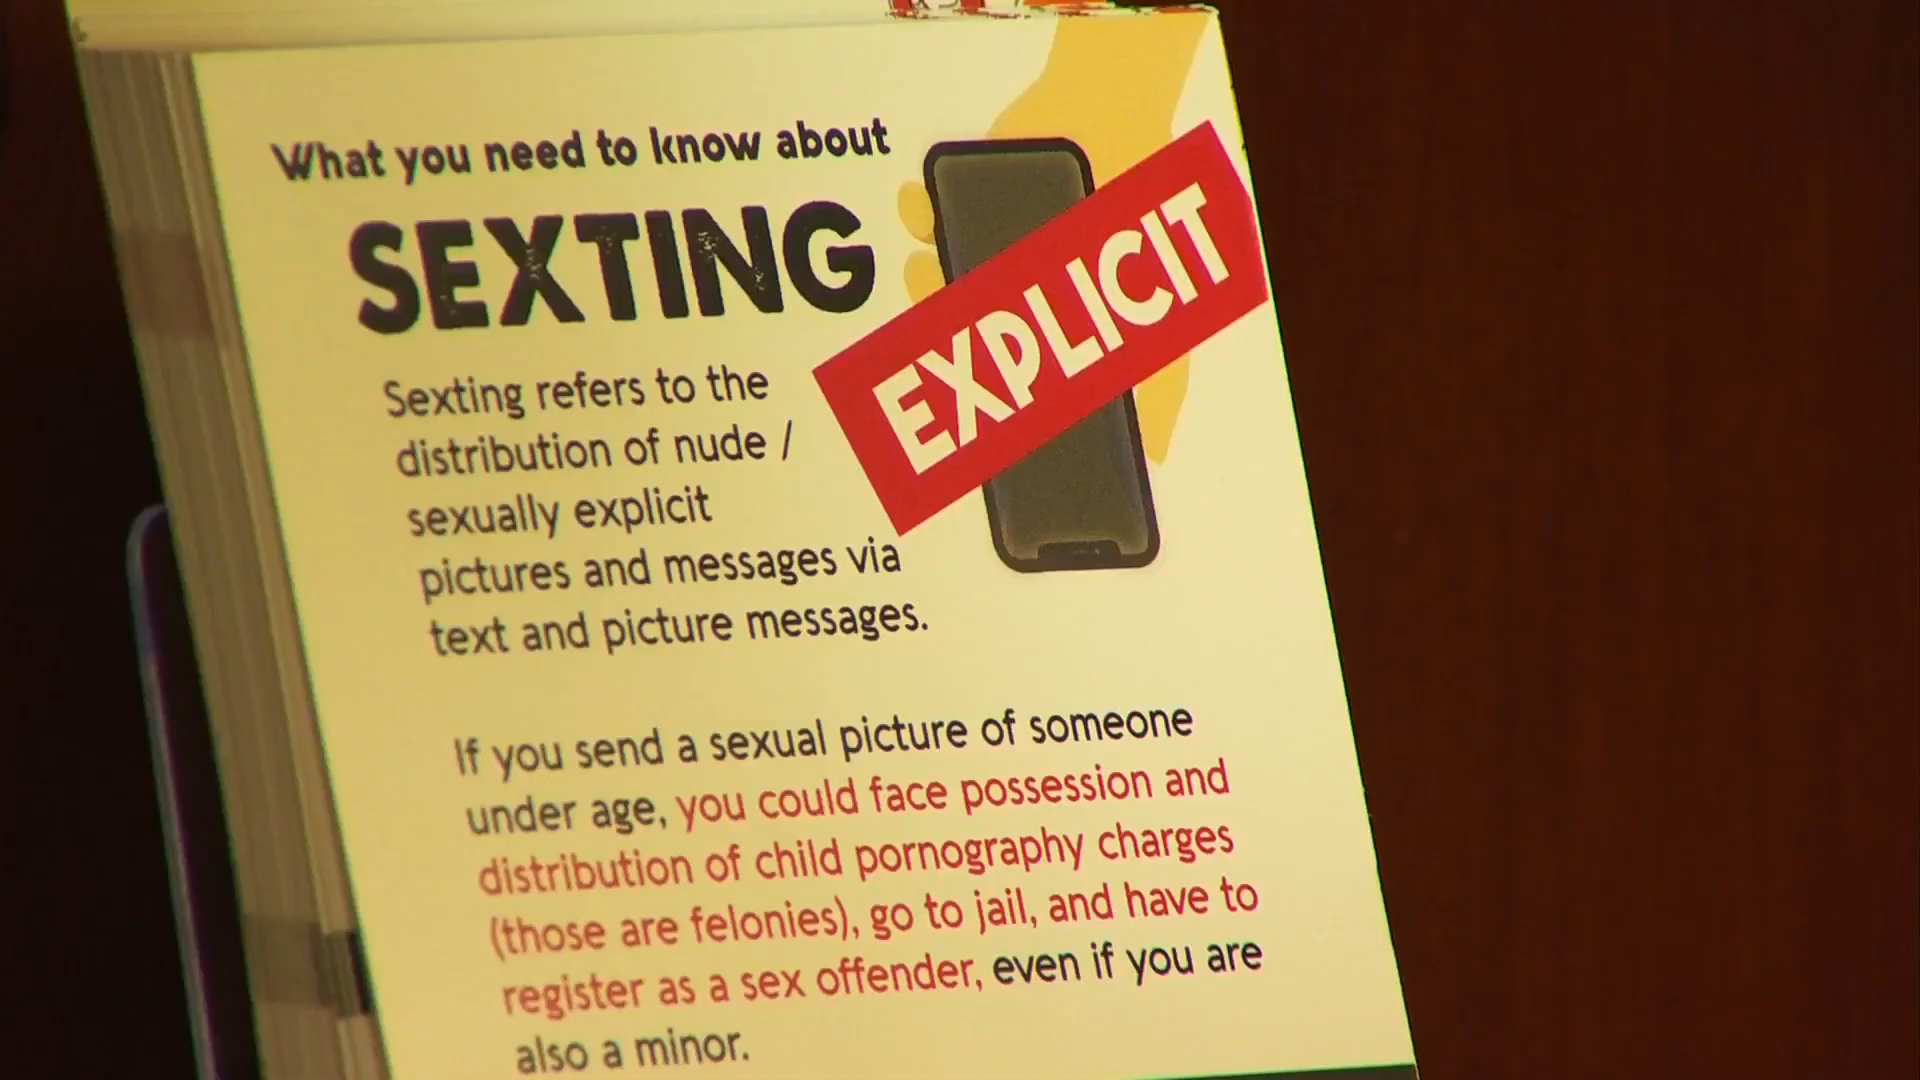 What you need to know about
SEXTING
EXPLICIT
Sexting refers to the
distribution of nude /
sexually explicit
pictures and messages via
text and picture messages.
If you send a sexual picture of someone
under age, you could face possession and
distribution of child pornography charges
(those are felonies), go to jail, and have to
register as a sex offender, even if you are
also a minor.